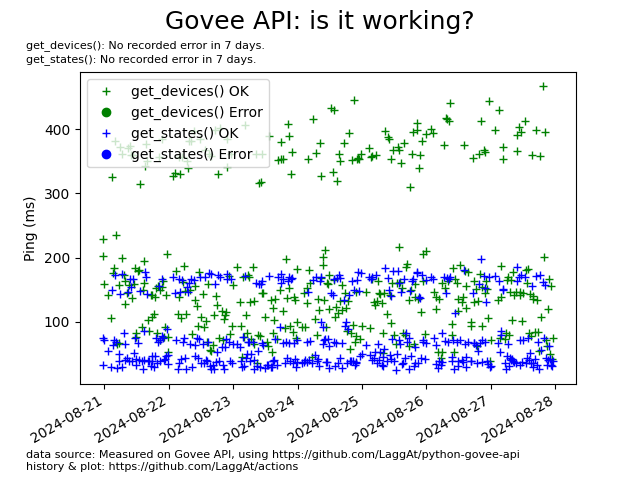 Govee API: is it working?
get_devices(): No recorded error in 7 days.
get_states(): No recorded error in 7 days.
get_devices() OK
get_devices() Error
get_states() OK
get_states() Error
Ping (ms)
400
300
200
100
2024-08-21
2024-08-22
2024-08-23
2024-08-24
2024-08-25
2024-08-26
2024-08-27
2024-08-28
data source: Measured on Govee API, using https://github.com/LaggAt/python-govee-api
history & plot: https://github.com/LaggAt/actions